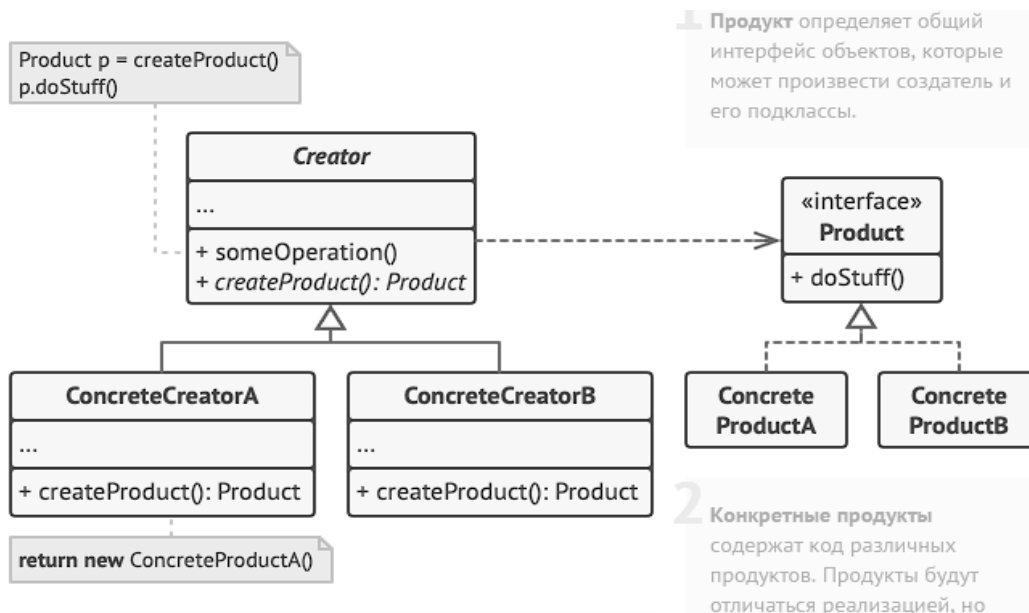 Product p = createProduct()
p.doStuff()
Creator
...
+ someOperation()
+ createProduct(): Product
ConcreteCreatorA
...
+ createProduct(): Product
return new ConcreteProductA()
ConcreteCreatorB
...
+ createProduct(): Product
1
Продукт определяет общий
интерфейс объектов, которые
может произвести создатель и
его подклассы.
«interface»
Product
+ doStuff()
Concrete
ProductA
Concrete
ProductB
2
Конкретные продукты
содержат код различных
продуктов. Продукты будут
отличаться реализацией, но